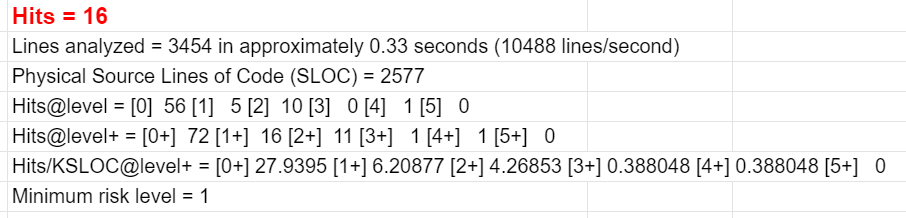 Hits = 16
Lines analyzed = 3454 in approximately 0.33 seconds (10488 lines/second)
Physical Source Lines of Code (SLOC) = 2577
Hits@level = [0]  56 [1]   5 [2]  10 [3]   0 [4]   1 [5]   0
Hits@level+ = [0+]  72 [1+]  16 [2+]  11 [3+]   1 [4+]   1 [5+]   0
Hits/KSLOC@level+ = [0+] 27.9395 [1+] 6.20877 [2+] 4.26853 [3+] 0.388048 [4+] 0.388048 [5+]   0
Minimum risk level = 1